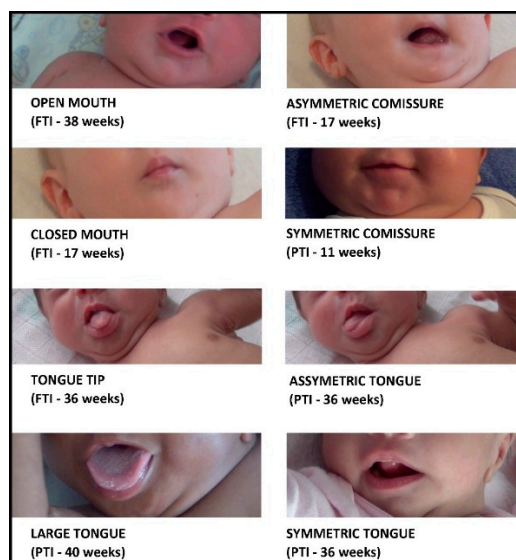 OPEN MOUTH
(FTI - 38 weeks)
ASYMMETRIC COMISSURE
(FTI - 17 weeks)
CLOSED MOUTH
(FTI - 17 weeks)
SYMMETRIC COMISSURE
(PTI - 11 weeks)
TONGUE TIP
(FTI - 36 weeks)
ASSYMETRIC TONGUE
(PTI - 36 weeks)
LARGE TONGUE
(PTI - 40 weeks)
SYMMETRIC TONGUE
(PTI - 36 weeks)